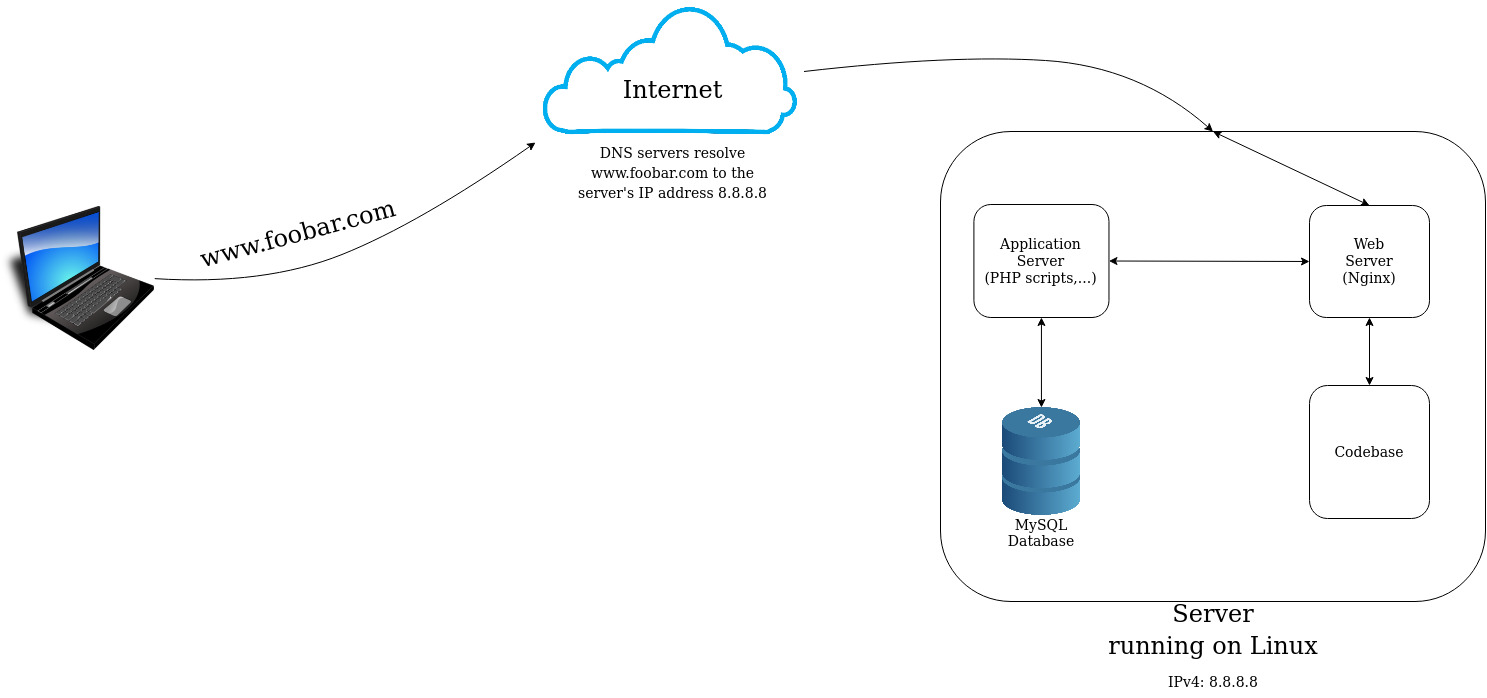 Internet
DNS servers resolve
www.foobar.com to the
server's IP address 8.8.8.8
www.foobar.com
Application
Server
(PHP scripts,...)
Web
Server
(Nginx)
DB
MySQL
Database
Codebase
Server
running on Linux
IPv4: 8.8.8.8